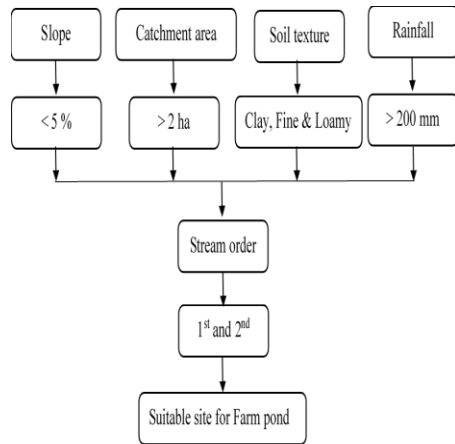 Slope
Catchment area
Soil texture
Rainfall
< 5 %
> 2 ha
Clay, Fine & Loamy
> 200 mm
Stream order
1st and 2nd
Suitable site for Farm pond